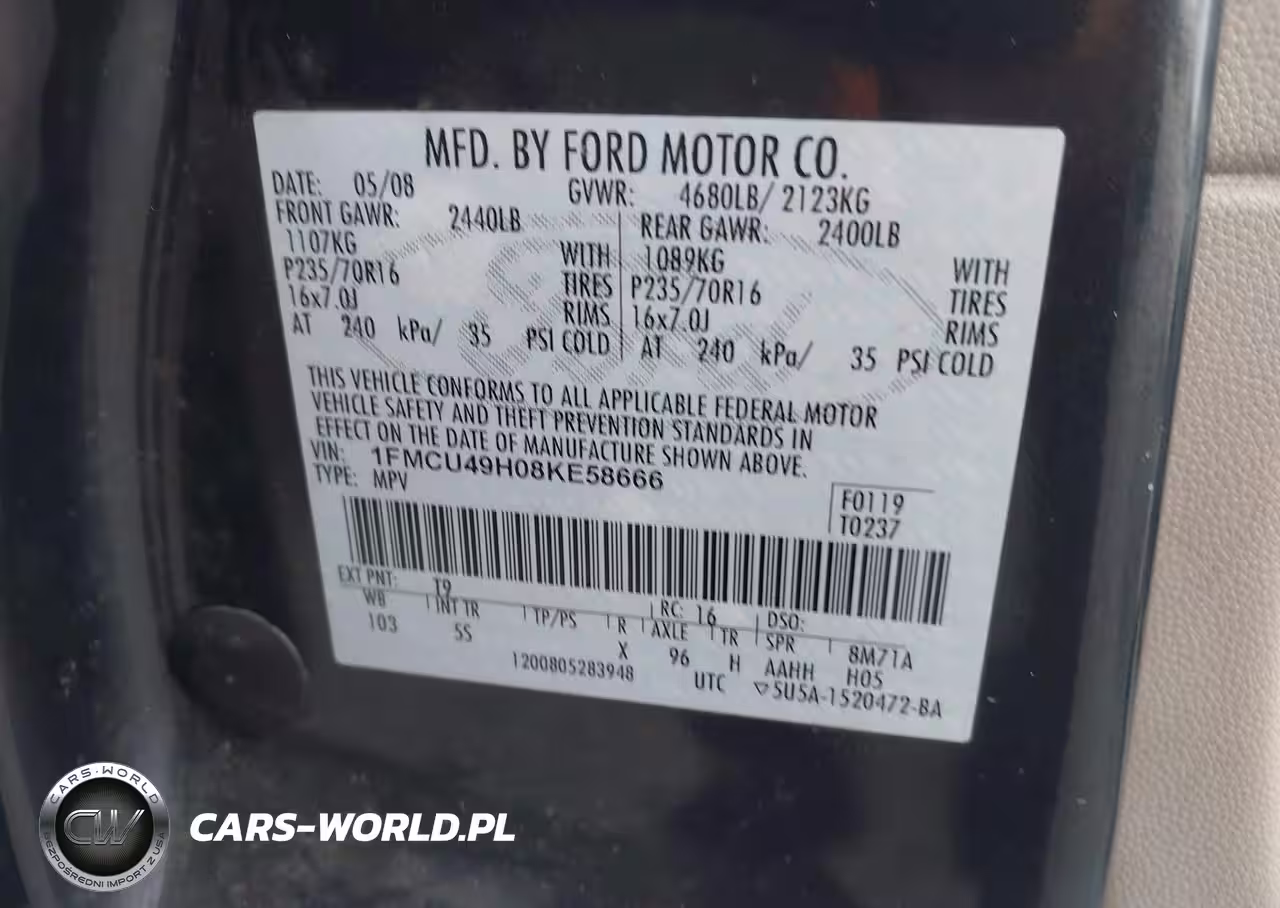 MFD. BY FORD MOTOR CO.
DATE: 05/08 GVWR: 4680LB/ 2123KG
FRONT GAWR: 2440LB REAR GAWR: 2400LB
1107KG WITH 1089KG WITH
P235/70R16 TIRES P235/70R16 TIRES
16x7.0J RIMS 16x7.0J RIMS
AT 240 kPa/ 35 PSI COLD AT 240 kPa/ 35 PSI COLD
THIS VEHICLE CONFORMS TO ALL APPLICABLE FEDERAL MOTOR
VEHICLE SAFETY AND THEFT PREVENTION STANDARDS IN
EFFECT ON THE DATE OF MANUFACTURE SHOWN ABOVE.
VIN: 1FMCU49H08KE58666
TYPE: MPV
F0119
T0237
EXT PNT: T9 RC: 16 DSO:
WB INT TR TP/PS R AXLE TR SPR 8M71A
103 5S X 96 H AAHH H05
1200805283948 UTC ▽5U5A-1520472-BA
CARS-WORLD
CW
BEZPOŚREDNI IMPORT Z USA
CARS-WORLD.PL